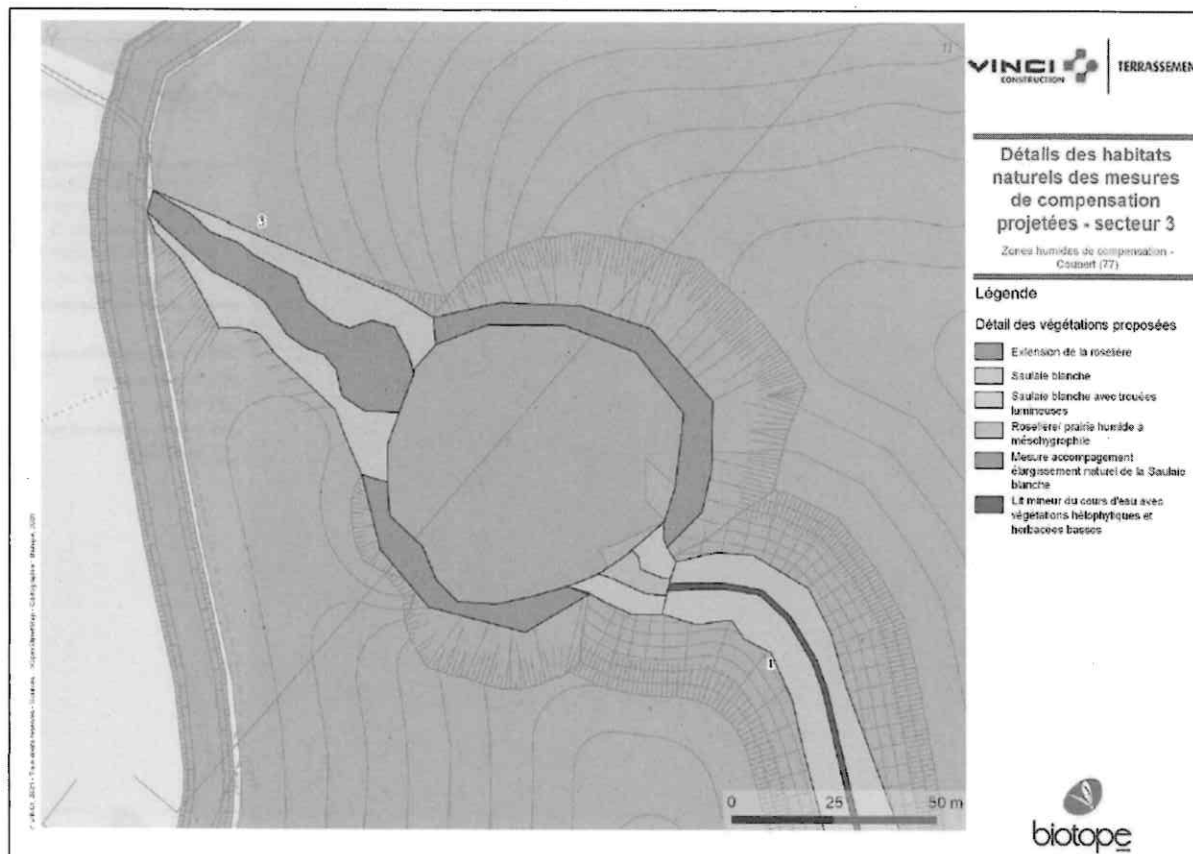 VINCI
CONSTRUCTION
TERRASSEMEN
Détails des habitats
naturels des mesures
de compensation
projetées - secteur 3
Zones humides de compensation -
Coubert (77)
Légende
Détail des végétations proposées
Extension de la roselière
Saulaie blanche
Saulaie blanche avec trouées
lumineuses
Roselière/ prairie humide à
mésohygrophile
Mesure accompagnement
élargissement naturel de la Saulaie
blanche
Lit mineur du cours d'eau avec
végétations hélophytiques et
herbacées basses
3
1
0 25 50 m
biotope